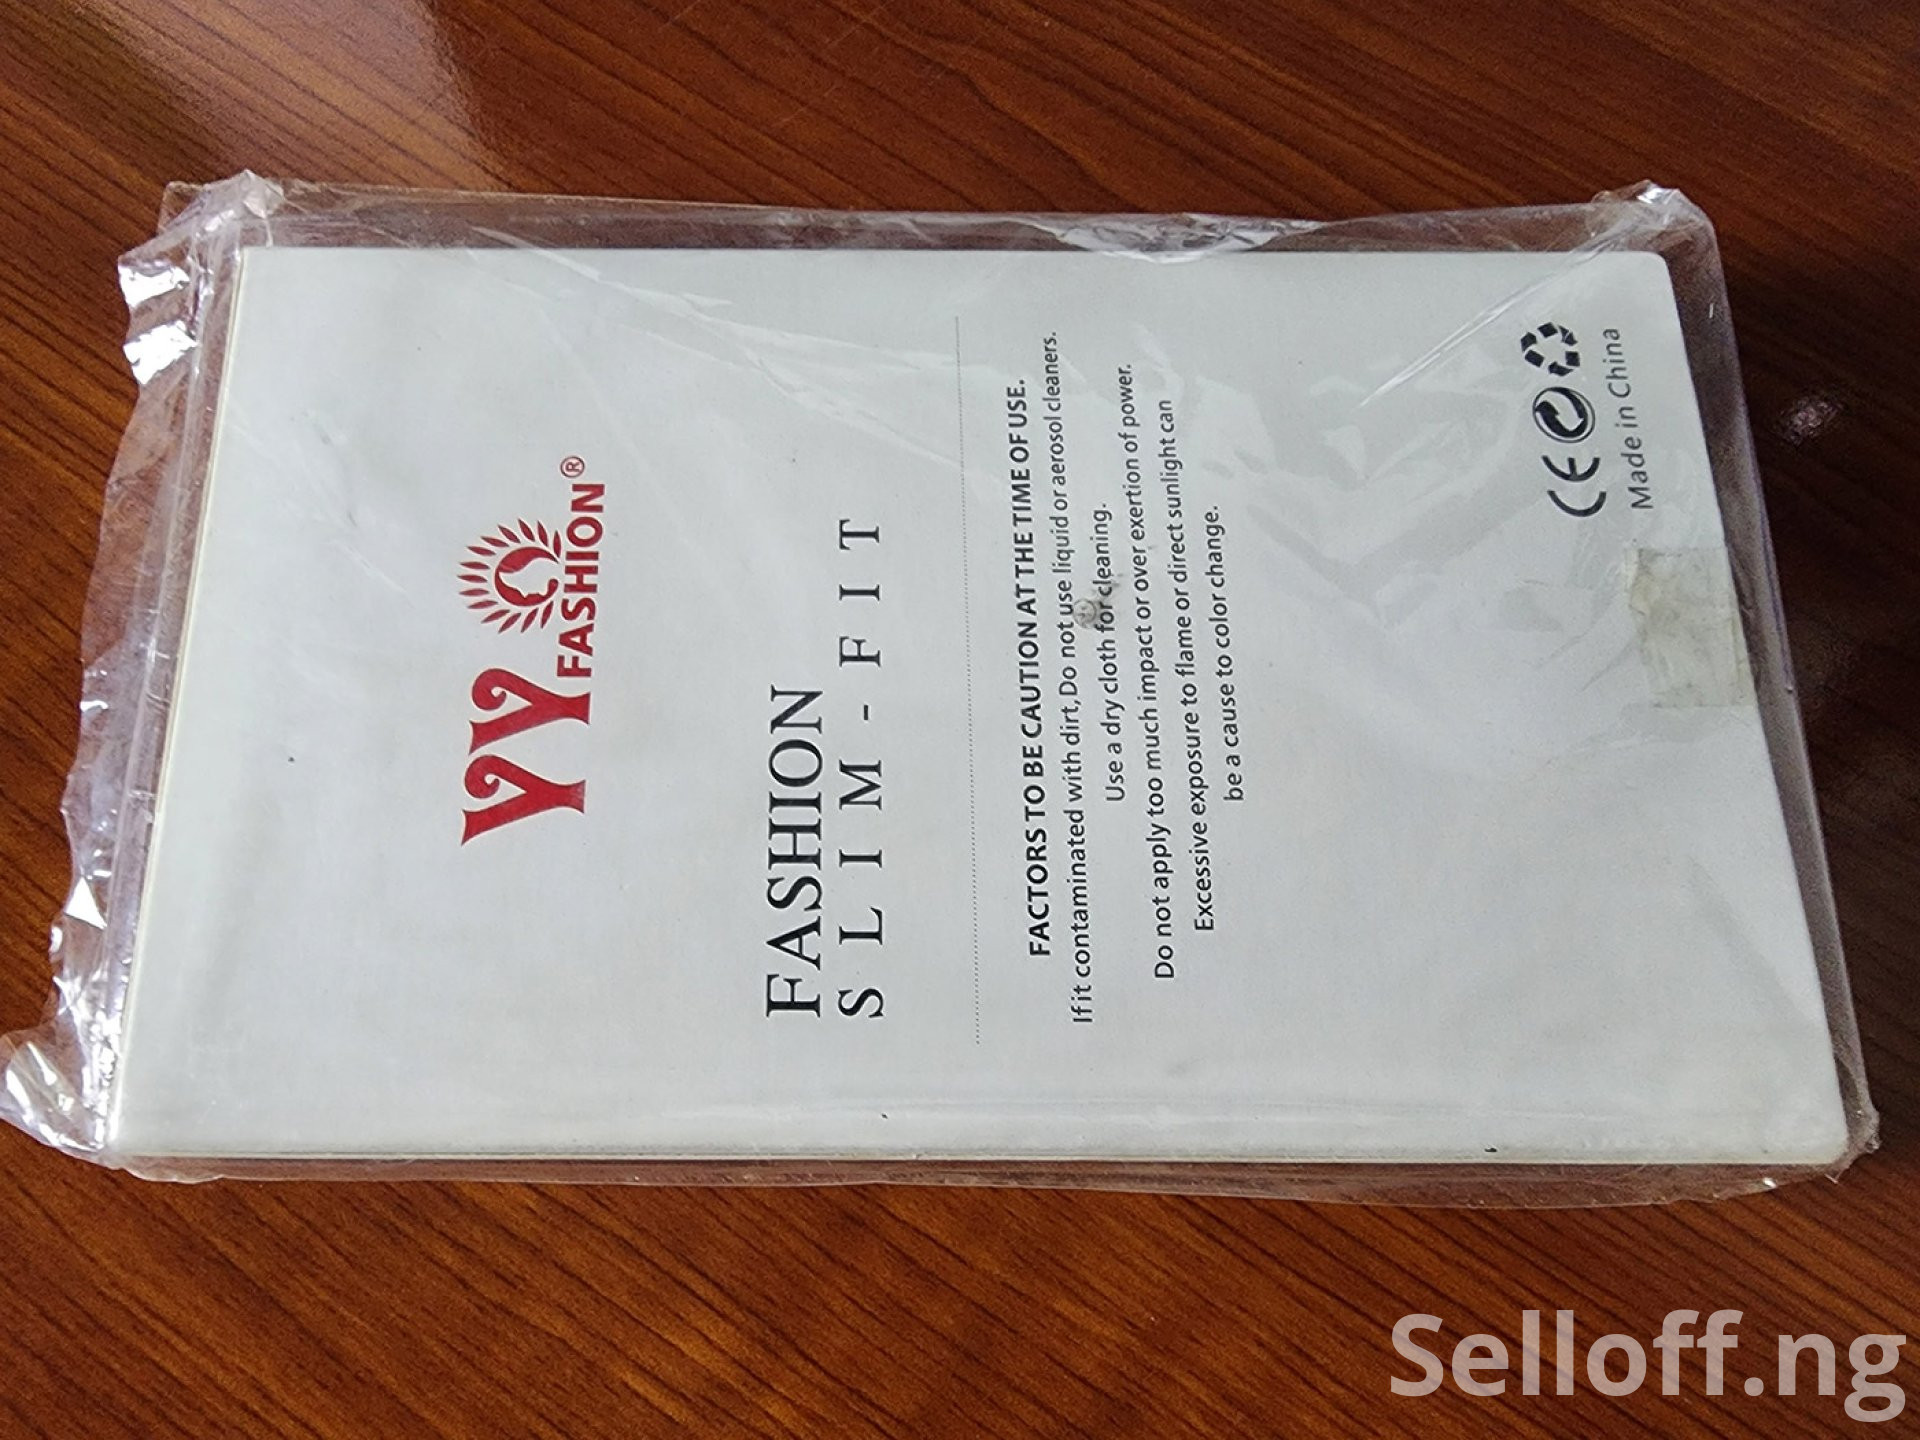 YY
FASHION®
FASHION
SLIM-FIT
FACTORS TO BE CAUTION AT THE TIME OF USE.
If it contaminated with dirt, Do not use liquid or aerosol cleaners.
Use a dry cloth for cleaning.
Do not apply too much impact or over exertion of power.
Excessive exposure to flame or direct sunlight can
be a cause to color change.
CE
Made in China
Selloff.ng